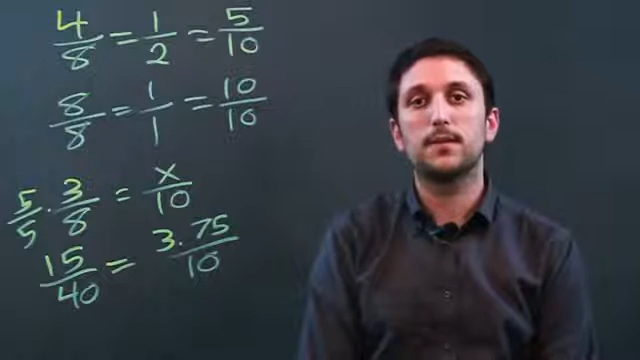 4/8 = 1/2 = 5/10
8/8 = 1/1 = 10/10
5/5 · 3/8 = x/10
15/40 = 3.75/10